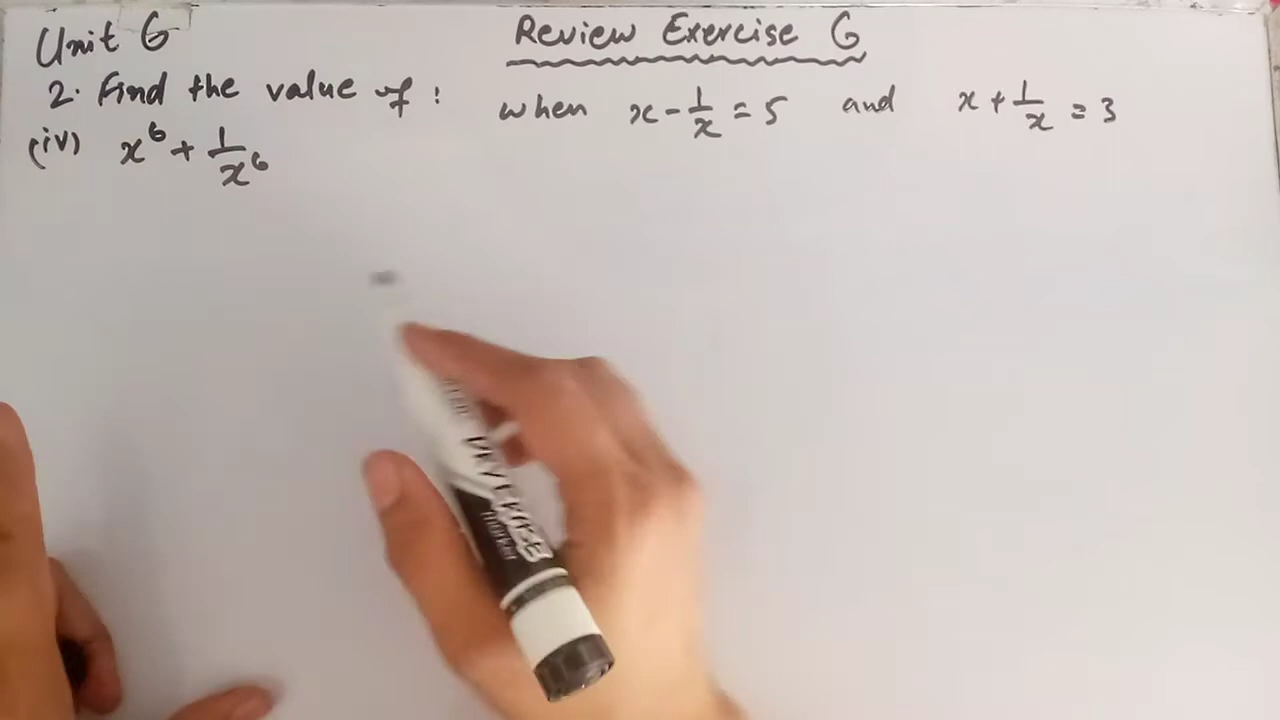 Unit 6
Review Exercise 6
2. Find the value of : when x - 1/x = 5 and x + 1/x = 3
(iv) x^6 + 1/x^6
marker